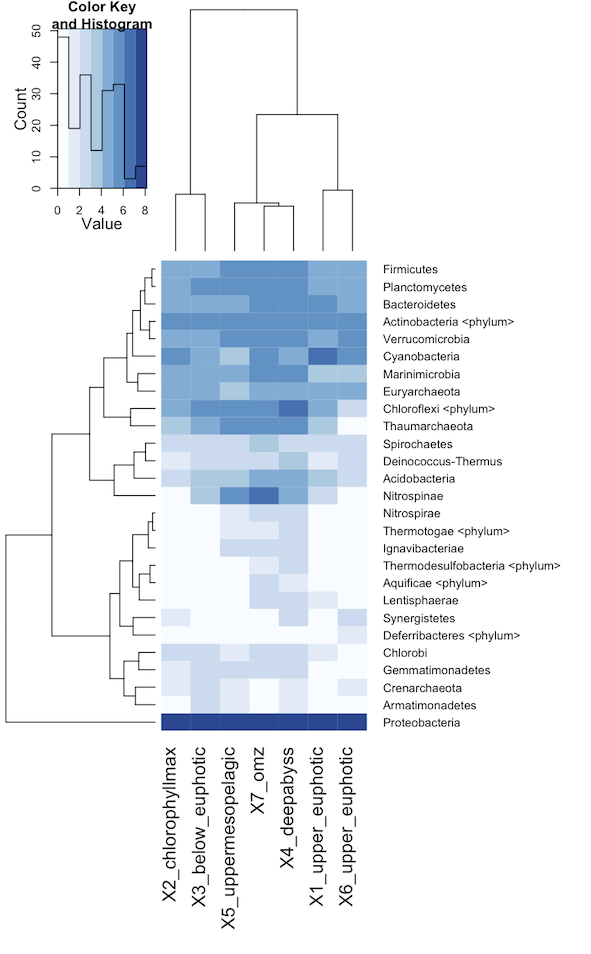 Color Key
and Histogram
Count
0 10 20 30 40 50
0 2 4 6 8
Value
Firmicutes
Planctomycetes
Bacteroidetes
Actinobacteria <phylum>
Verrucomicrobia
Cyanobacteria
Marinimicrobia
Euryarchaeota
Chloroflexi <phylum>
Thaumarchaeota
Spirochaetes
Deinococcus-Thermus
Acidobacteria
Nitrospinae
Nitrospirae
Thermotogae <phylum>
Ignavibacteriae
Thermodesulfobacteria <phylum>
Aquificae <phylum>
Lentisphaerae
Synergistetes
Deferribacteres <phylum>
Chlorobi
Gemmatimonadetes
Crenarchaeota
Armatimonadetes
Proteobacteria
X2_chlorophyllmax
X3_below_euphotic
X5_uppermesopelagic
X7_omz
X4_deepabyss
X1_upper_euphotic
X6_upper_euphotic